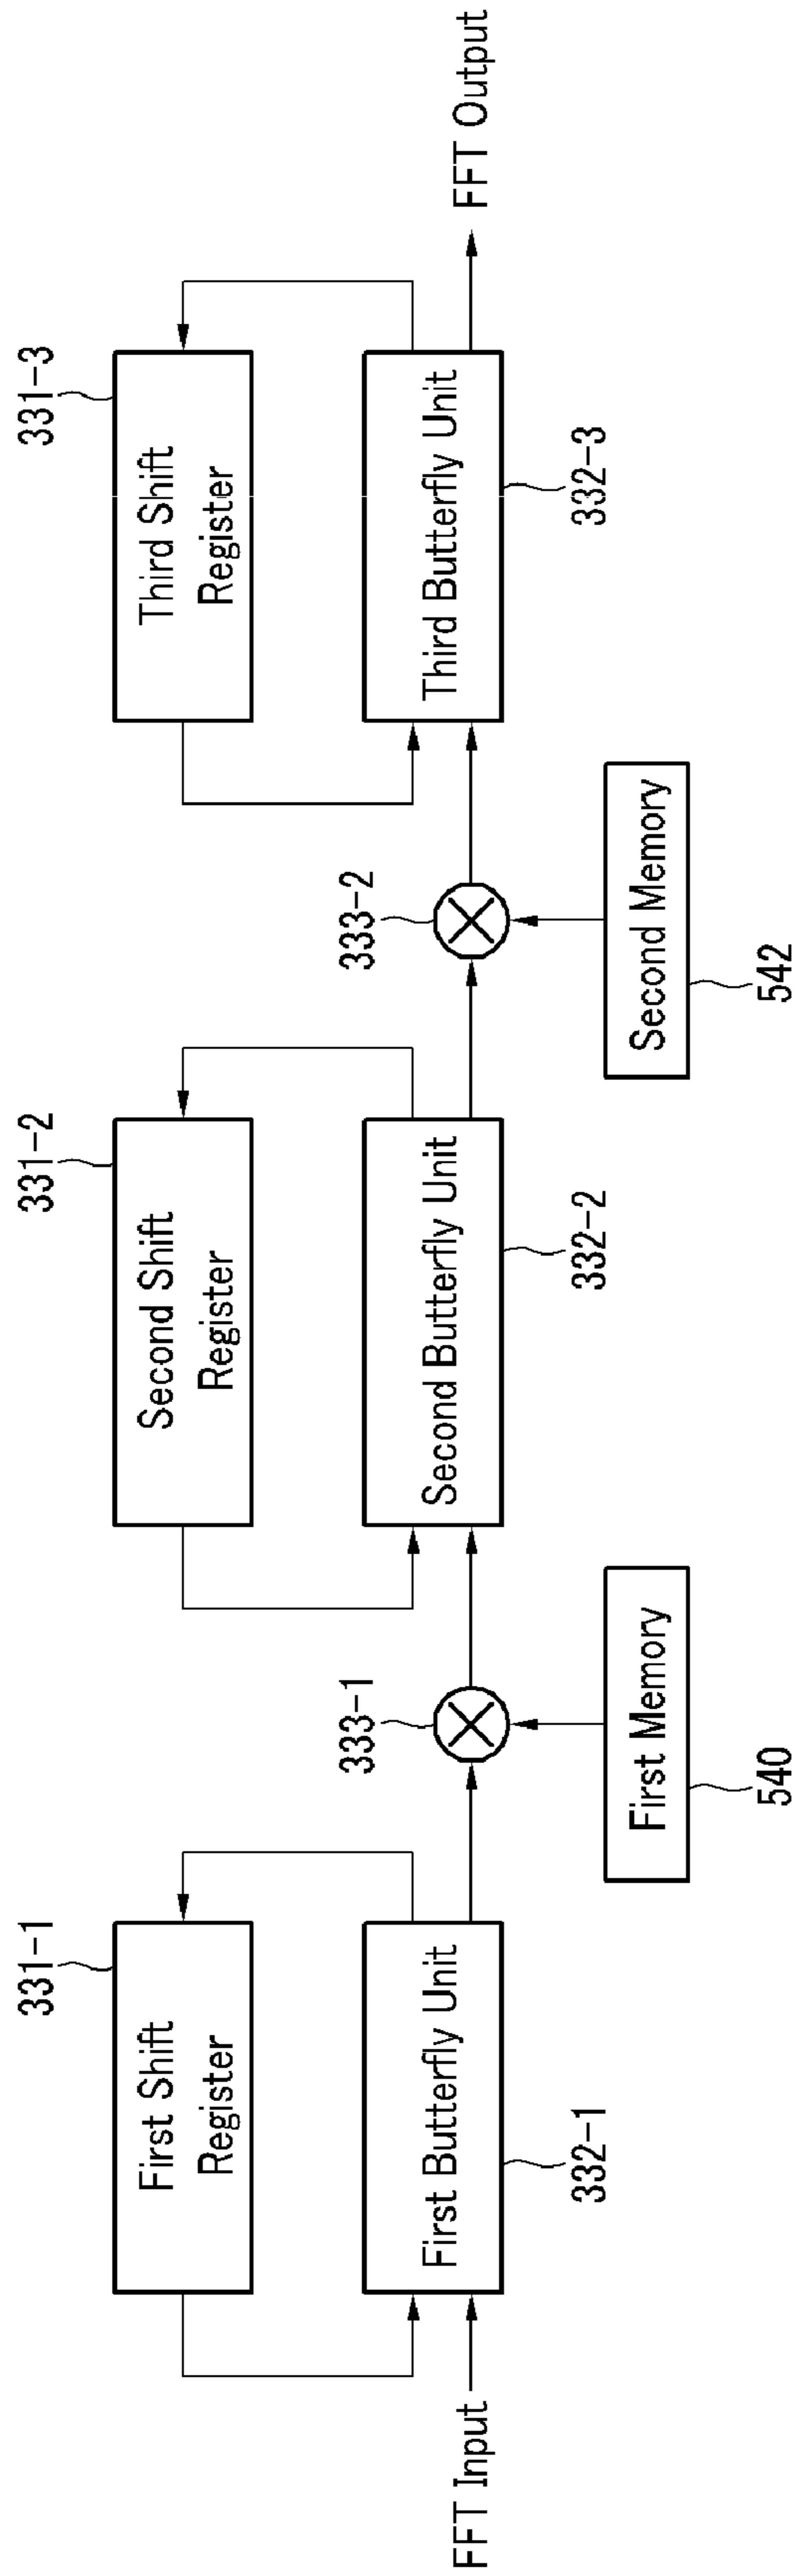 331-1
331-2
331-3
First Shift
Register
Second Shift
Register
Third Shift
Register
333-1
333-2
FFT Input
First Butterfly Unit
Second Butterfly Unit
Third Butterfly Unit
FFT Output
332-1
332-2
332-3
First Memory
Second Memory
540
542